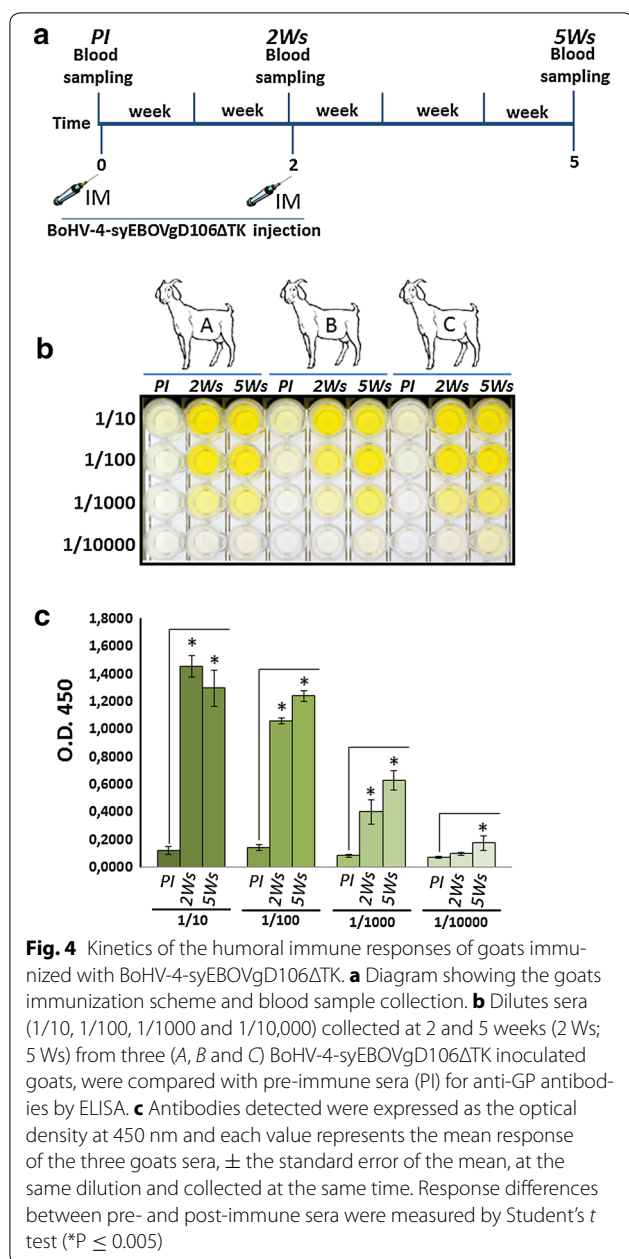 a
PI 2Ws 5Ws
Blood Blood Blood
sampling sampling sampling
week week week week week
Time
0 2 5
IM IM
BoHV-4-syEBOVgD106ΔTK injection
A B C
b
PI 2Ws 5Ws PI 2Ws 5Ws PI 2Ws 5Ws
1/10
1/100
1/1000
1/10000
c
1,8000
1,6000
1,4000
1,2000
1,0000
0,8000
0,6000
0,4000
0,2000
0,0000
O.D. 450
* * * * * * *
PI 2Ws 5Ws PI 2Ws 5Ws PI 2Ws 5Ws PI 2Ws 5Ws
1/10 1/100 1/1000 1/10000
Fig. 4 Kinetics of the humoral immune responses of goats immu-
nized with BoHV-4-syEBOVgD106ΔTK. a Diagram showing the goats
immunization scheme and blood sample collection. b Dilutes sera
(1/10, 1/100, 1/1000 and 1/10,000) collected at 2 and 5 weeks (2 Ws;
5 Ws) from three (A, B and C) BoHV-4-syEBOVgD106ΔTK inoculated
goats, were compared with pre-immune sera (PI) for anti-GP antibod-
ies by ELISA. c Antibodies detected were expressed as the optical
density at 450 nm and each value represents the mean response
of the three goats sera, ± the standard error of the mean, at the
same dilution and collected at the same time. Response differences
between pre- and post-immune sera were measured by Student's t
test (*P ≤ 0.005)